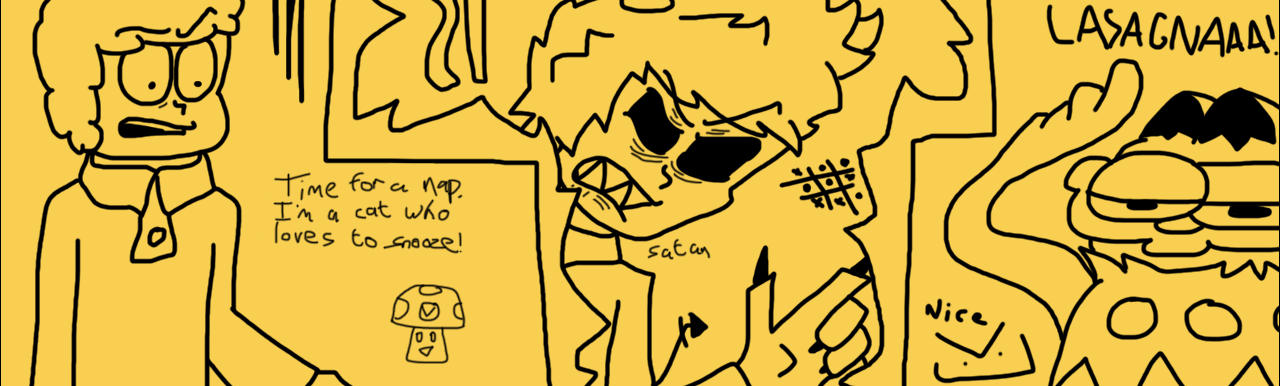 LASAGNAAA!
Time for a nap.
I'm a cat who
loves to snooze!
satan
Nice